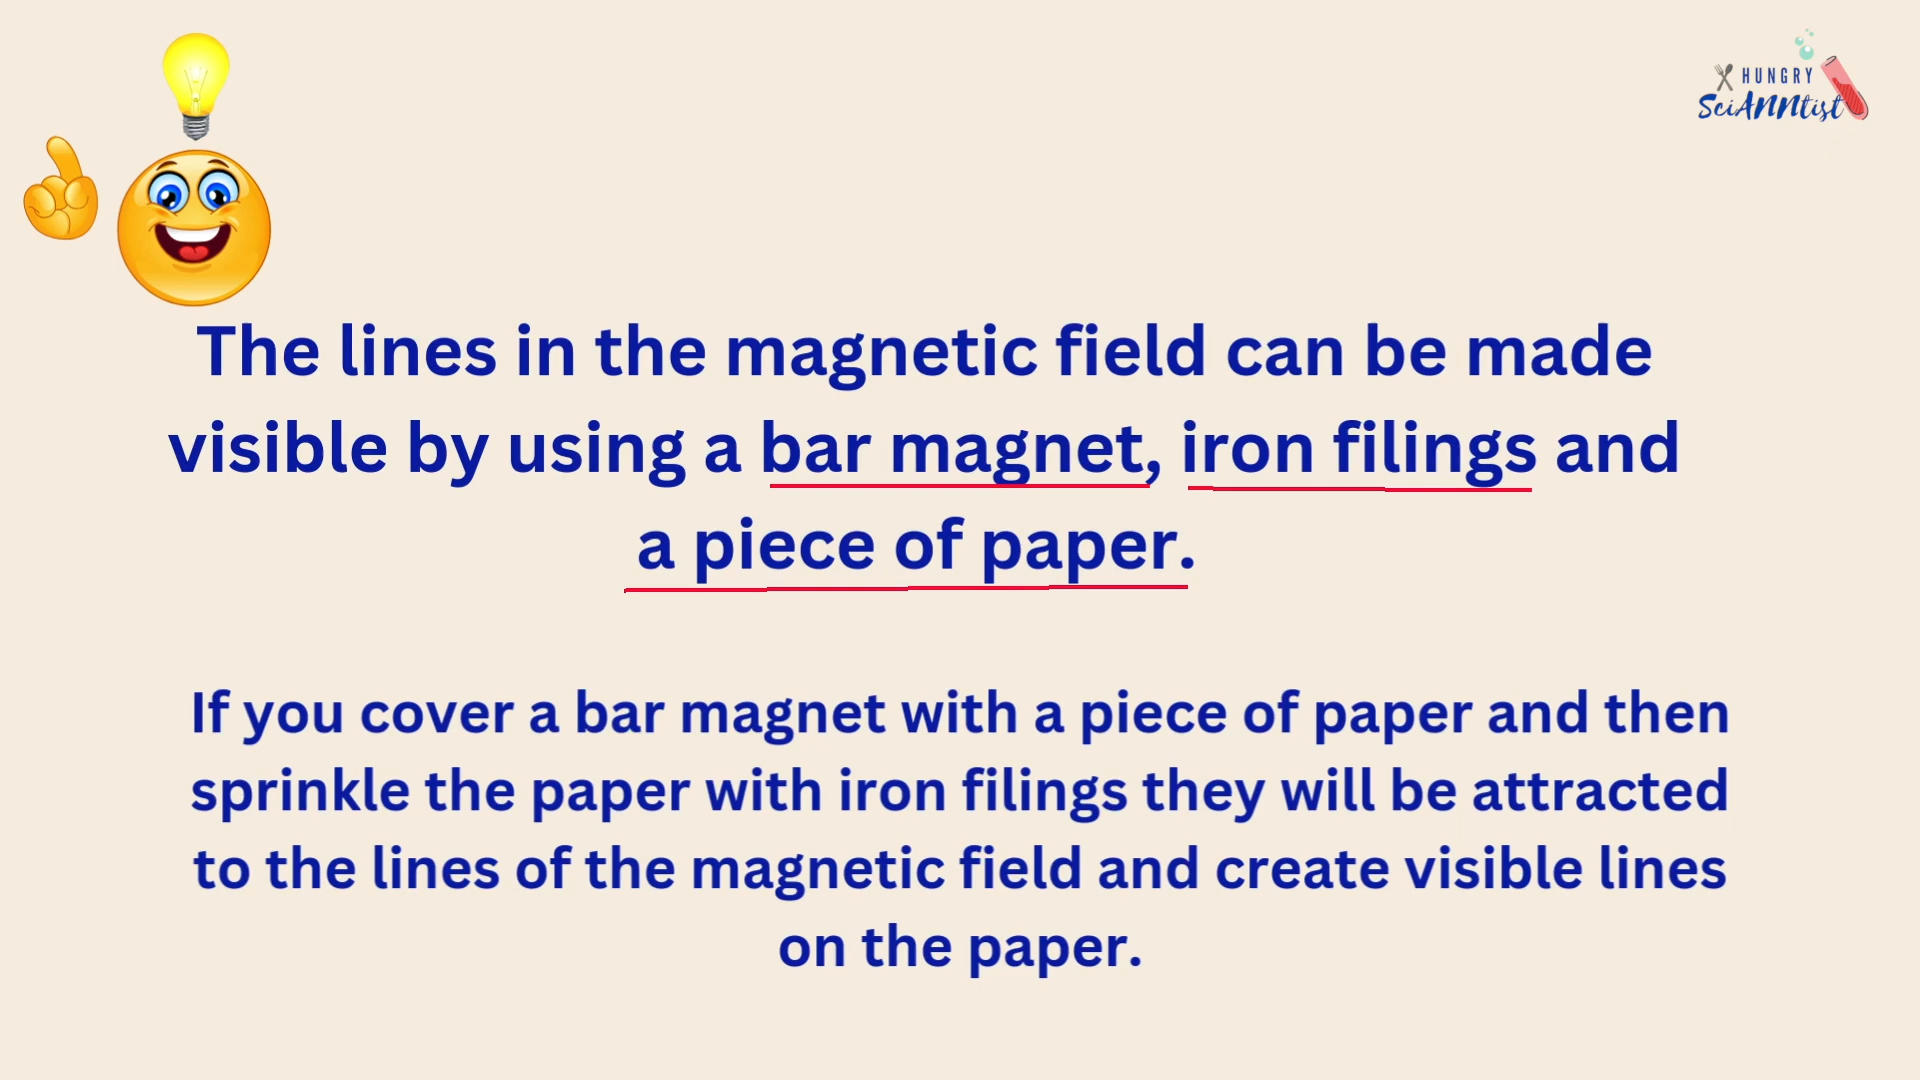 HUNGRY
SciANNtist
The lines in the magnetic field can be made
visible by using a bar magnet, iron filings and
a piece of paper.
If you cover a bar magnet with a piece of paper and then
sprinkle the paper with iron filings they will be attracted
to the lines of the magnetic field and create visible lines
on the paper.